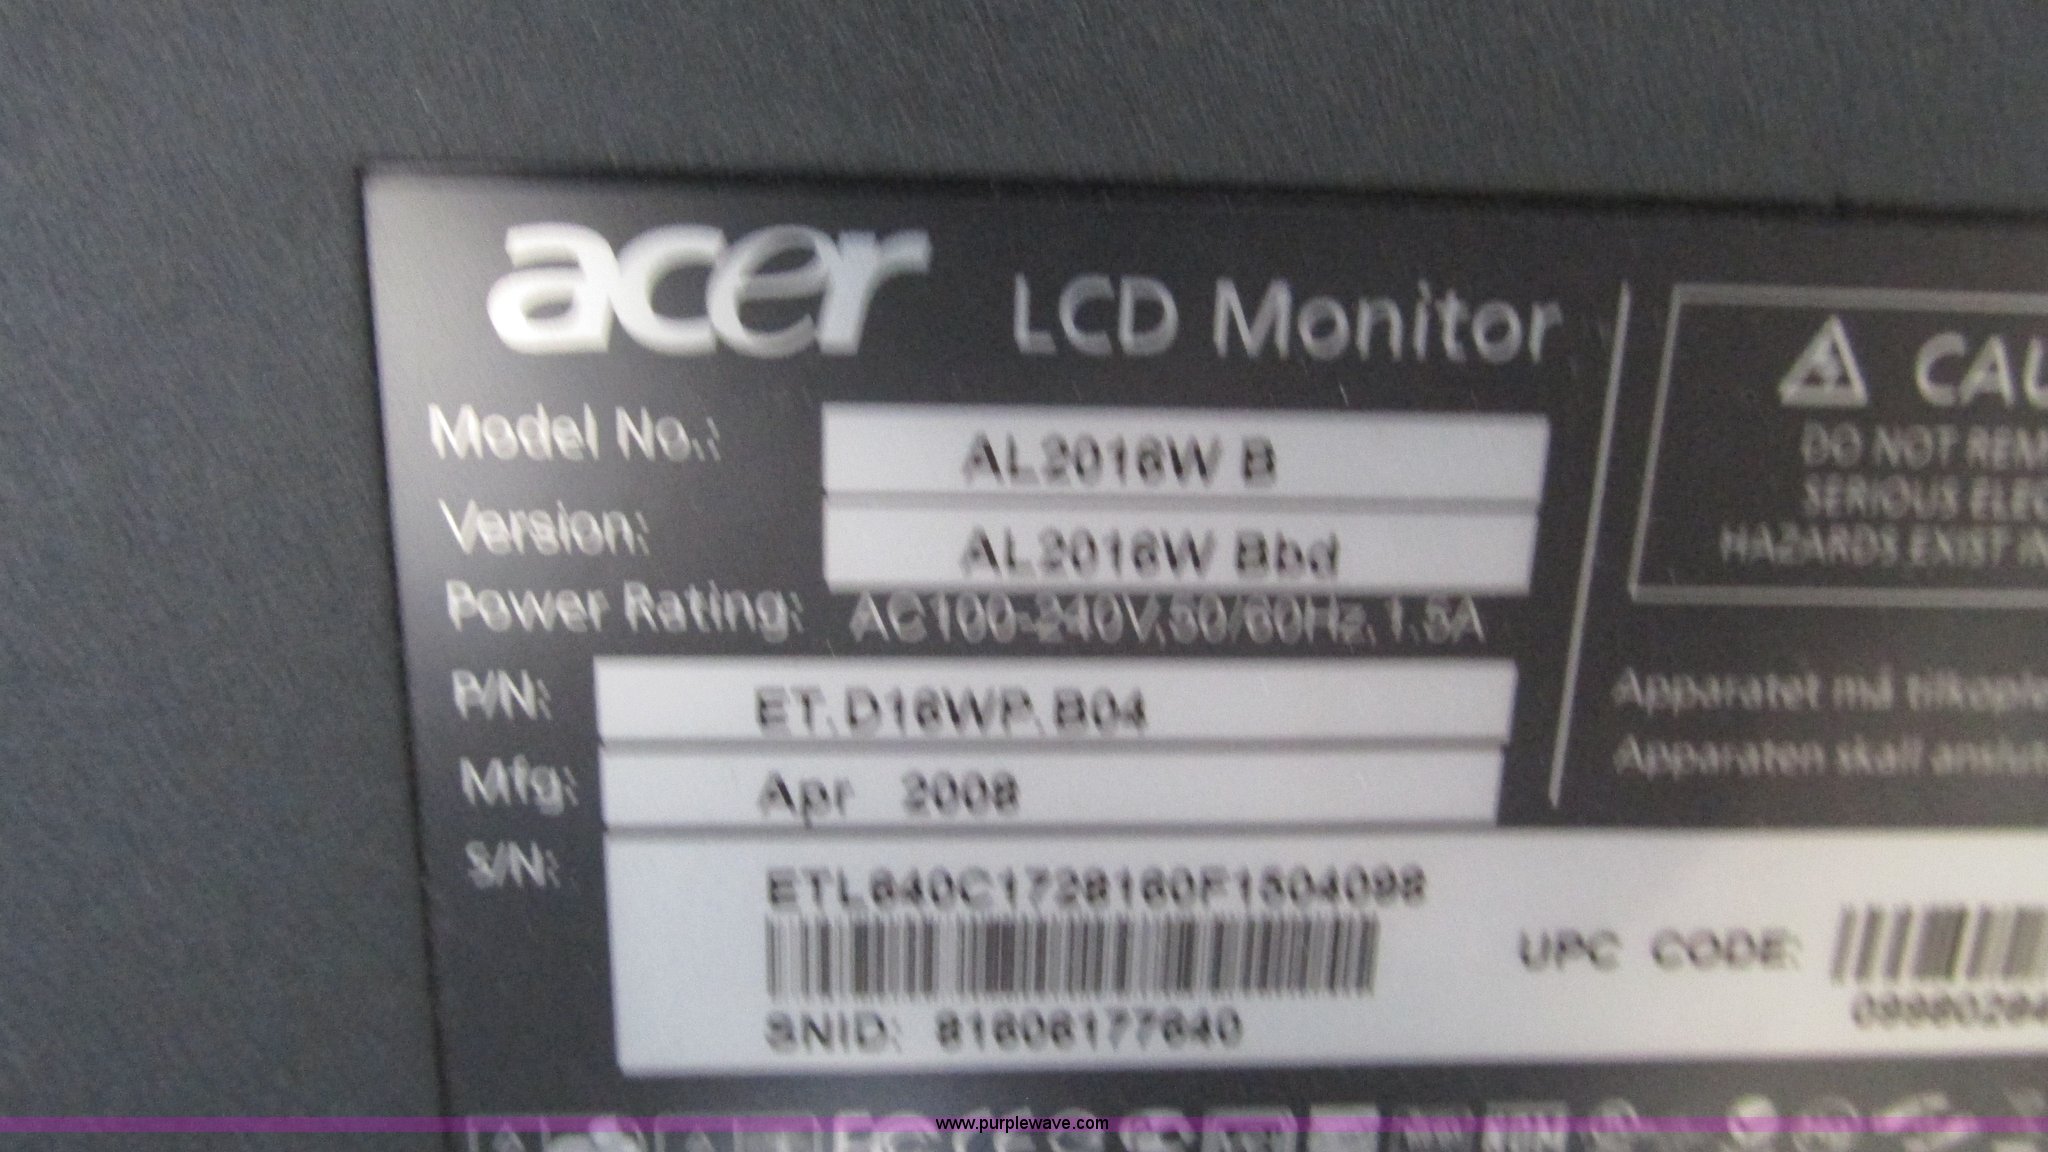 acer LCD Monitor
Model No.: AL2016W B
Version: AL2016W Bbd
Power Rating: AC100-240V,50/60Hz,1.5A
P/N: ET.D16WP.B04
Mfg: Apr 2008
S/N: ETL640C1728160F1504098
SNID: 81606177640
UPC CODE:
CAU
DO NOT REM
SERIOUS ELEC
HAZARDS EXIST IN
Apparatet må tilkople
Apparaten skall anslut
www.purplewave.com